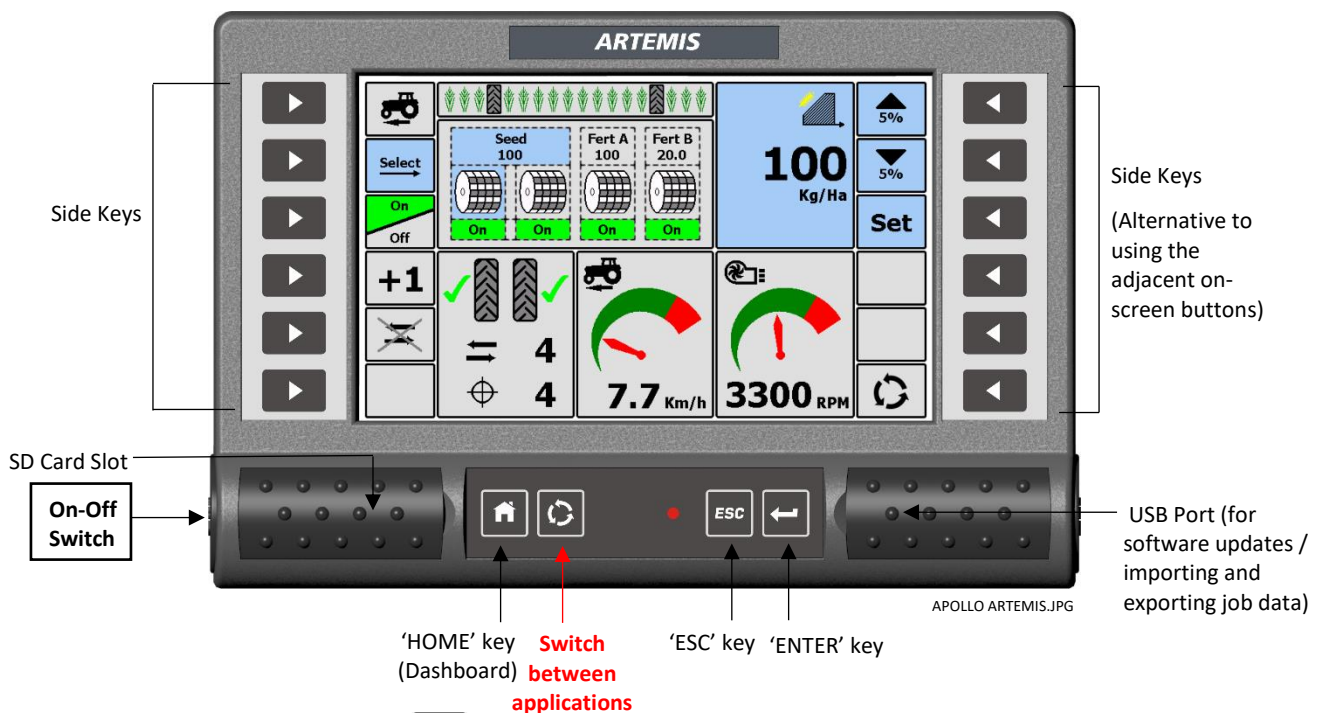 ARTEMIS
5%
Seed
100
Fert A
100
Fert B
20.0
100
Kg/Ha
Select
5%
On
Off
On
On
On
On
Set
+1
4
4
7.7 Km/h
3300 RPM
ESC
Side Keys
Side Keys
(Alternative to
using the
adjacent on-
screen buttons)
SD Card Slot
On-Off
Switch
USB Port (for
software updates /
importing and
exporting job data)
APOLLO ARTEMIS.JPG
‘HOME’ key
(Dashboard)
Switch
between
applications
‘ESC’ key
‘ENTER’ key